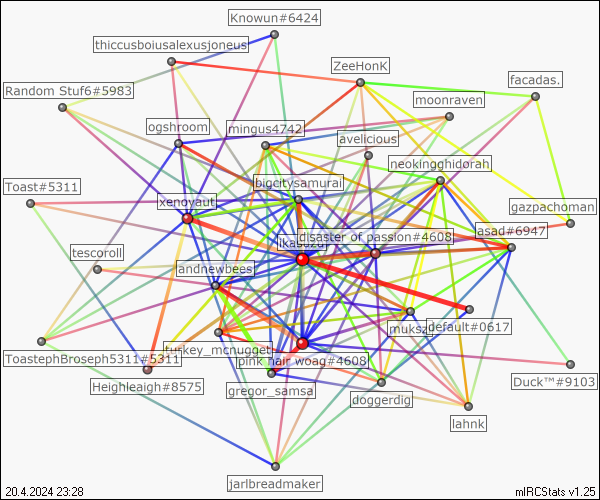 Knowun#6424
thiccusboiusalexusjoneus
ZeeHonK
facadas.
Random Stuf6#5983
moonraven
ogshroom
mingus4742
avelicious
neokingghidorah
Toast#5311
bigcitysamurai
xenoyaut
gazpachoman
asad#6947
disaster of passion#4608
tescoroll
andnewbees
muksz
default#0617
ToastephBroseph5311#5311
turkey_mcnugget
pink hair woag#4608
Heighleaigh#8575
gregor_samsa
doggerdig
Duck™#9103
lahnk
jarlbreadmaker
20.4.2024 23:28
mIRCStats v1.25